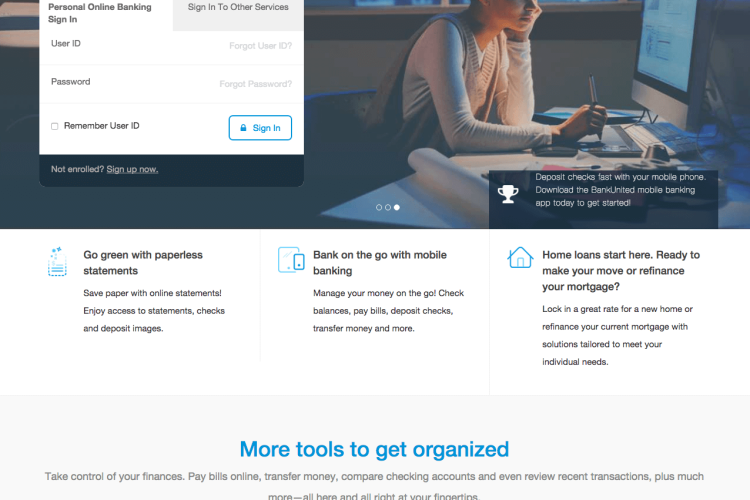 Personal Online Banking
Sign In
Sign In To Other Services
User ID
Forgot User ID?
Password
Forgot Password?
Remember User ID
Sign In
Not enrolled? Sign up now.
Deposit checks fast with your mobile phone.
Download the BankUnited mobile banking
app today to get started!
Go green with paperless
statements
Save paper with online statements!
Enjoy access to statements, checks
and deposit images.
Bank on the go with mobile
banking
Manage your money on the go! Check
balances, pay bills, deposit checks,
transfer money and more.
Home loans start here. Ready to
make your move or refinance
your mortgage?
Lock in a great rate for a new home or
refinance your current mortgage with
solutions tailored to meet your
individual needs.
More tools to get organized
Take control of your finances. Pay bills online, transfer money, compare checking accounts and even review recent transactions, plus much
more—all here and all right at your fingertips.